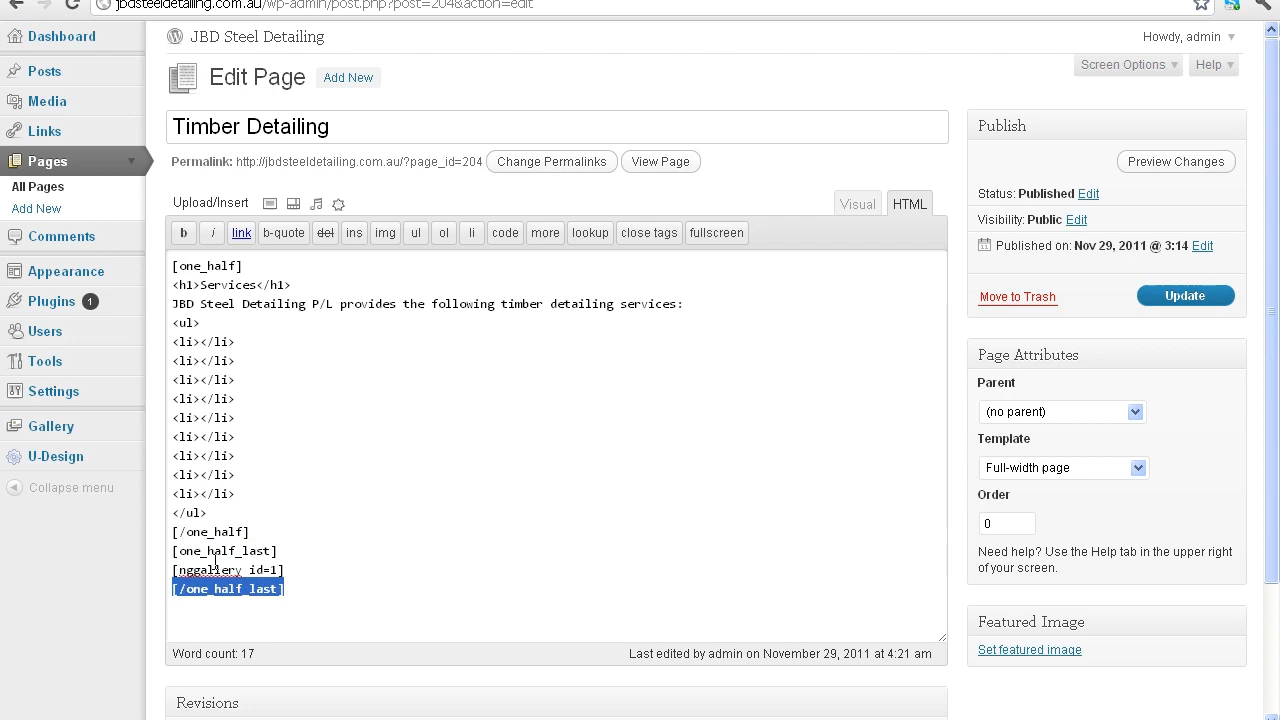 jbdsteeldetailing.com.au/wp-admin/post.php?post=204&action=edit
JBD Steel Detailing
Howdy, admin
Screen Options
Help
Dashboard
Posts
Media
Links
Pages
All Pages
Add New
Comments
Appearance
Plugins 1
Users
Tools
Settings
Gallery
U-Design
Collapse menu
Edit Page Add New
Timber Detailing
Permalink: http://jbdsteeldetailing.com.au/?page_id=204 Change Permalinks View Page
Upload/Insert
Visual HTML
b i link b-quote del ins img ul ol li code more lookup close tags fullscreen
[one_half]
<h1>Services</h1>
JBD Steel Detailing P/L provides the following timber detailing services:
<ul>
<li></li>
<li></li>
<li></li>
<li></li>
<li></li>
<li></li>
<li></li>
<li></li>
<li></li>
</ul>
[/one_half]
[one_half_last]
[nggallery id=1]
[/one_half_last]
Word count: 17 Last edited by admin on November 29, 2011 at 4:21 am
Revisions
Publish
Preview Changes
Status: Published Edit
Visibility: Public Edit
Published on: Nov 29, 2011 @ 3:14 Edit
Move to Trash Update
Page Attributes
Parent
(no parent)
Template
Full-width page
Order
0
Need help? Use the Help tab in the upper right
of your screen.
Featured Image
Set featured image